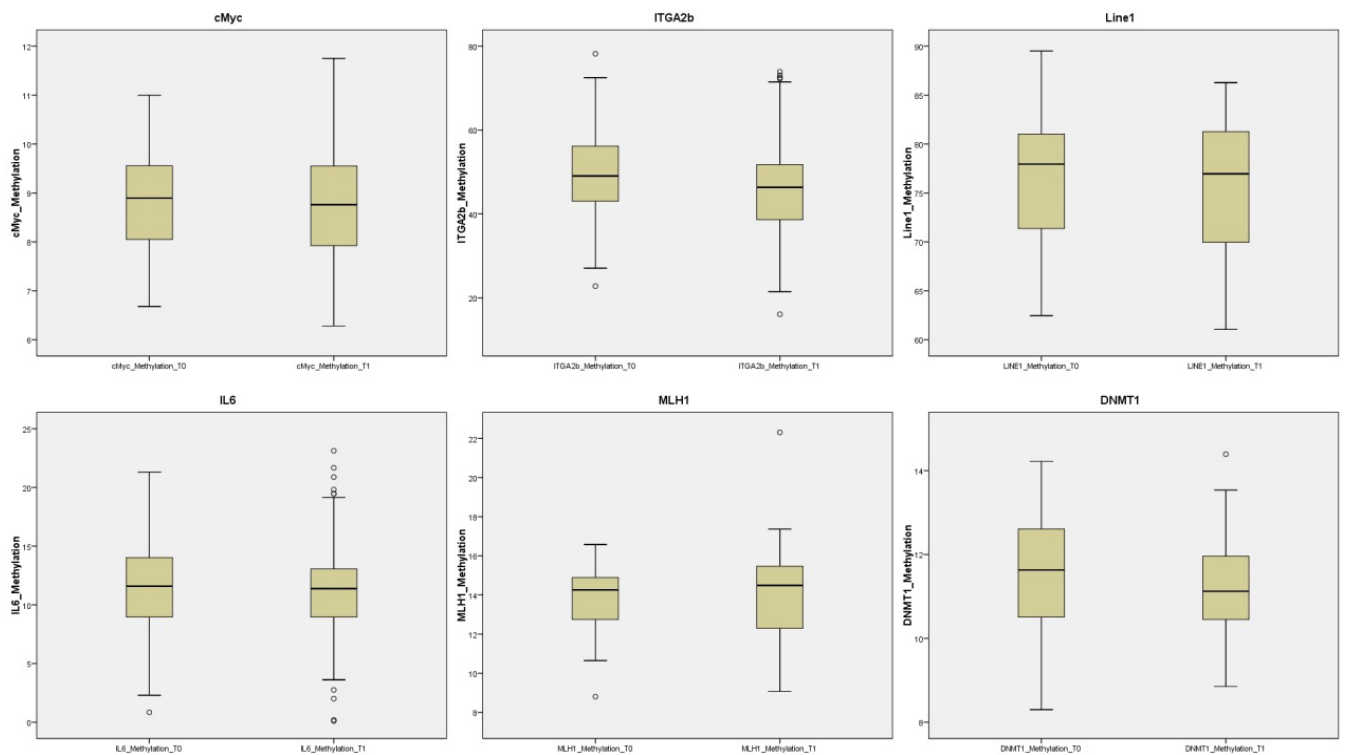 cMyc
cMyc_Methylation
12
11
10
9
8
7
6
cMyc_Methylation_T0
cMyc_Methylation_T1
ITGA2b
ITGA2b_Methylation
80
60
40
20
ITGA2b_Methylation_T0
ITGA2b_Methylation_T1
Line1
Line1_Methylation
90
85
80
75
70
65
60
LINE1_Methylation_T0
LINE1_Methylation_T1
IL6
IL6_Methylation
25
20
15
10
5
0
IL6_Methylation_T0
IL6_Methylation_T1
MLH1
MLH1_Methylation
22
20
18
16
14
12
10
8
MLH1_Methylation_T0
MLH1_Methylation_T1
DNMT1
DNMT1_Methylation
14
12
10
8
DNMT1_Methylation_T0
DNMT1_Methylation_T1